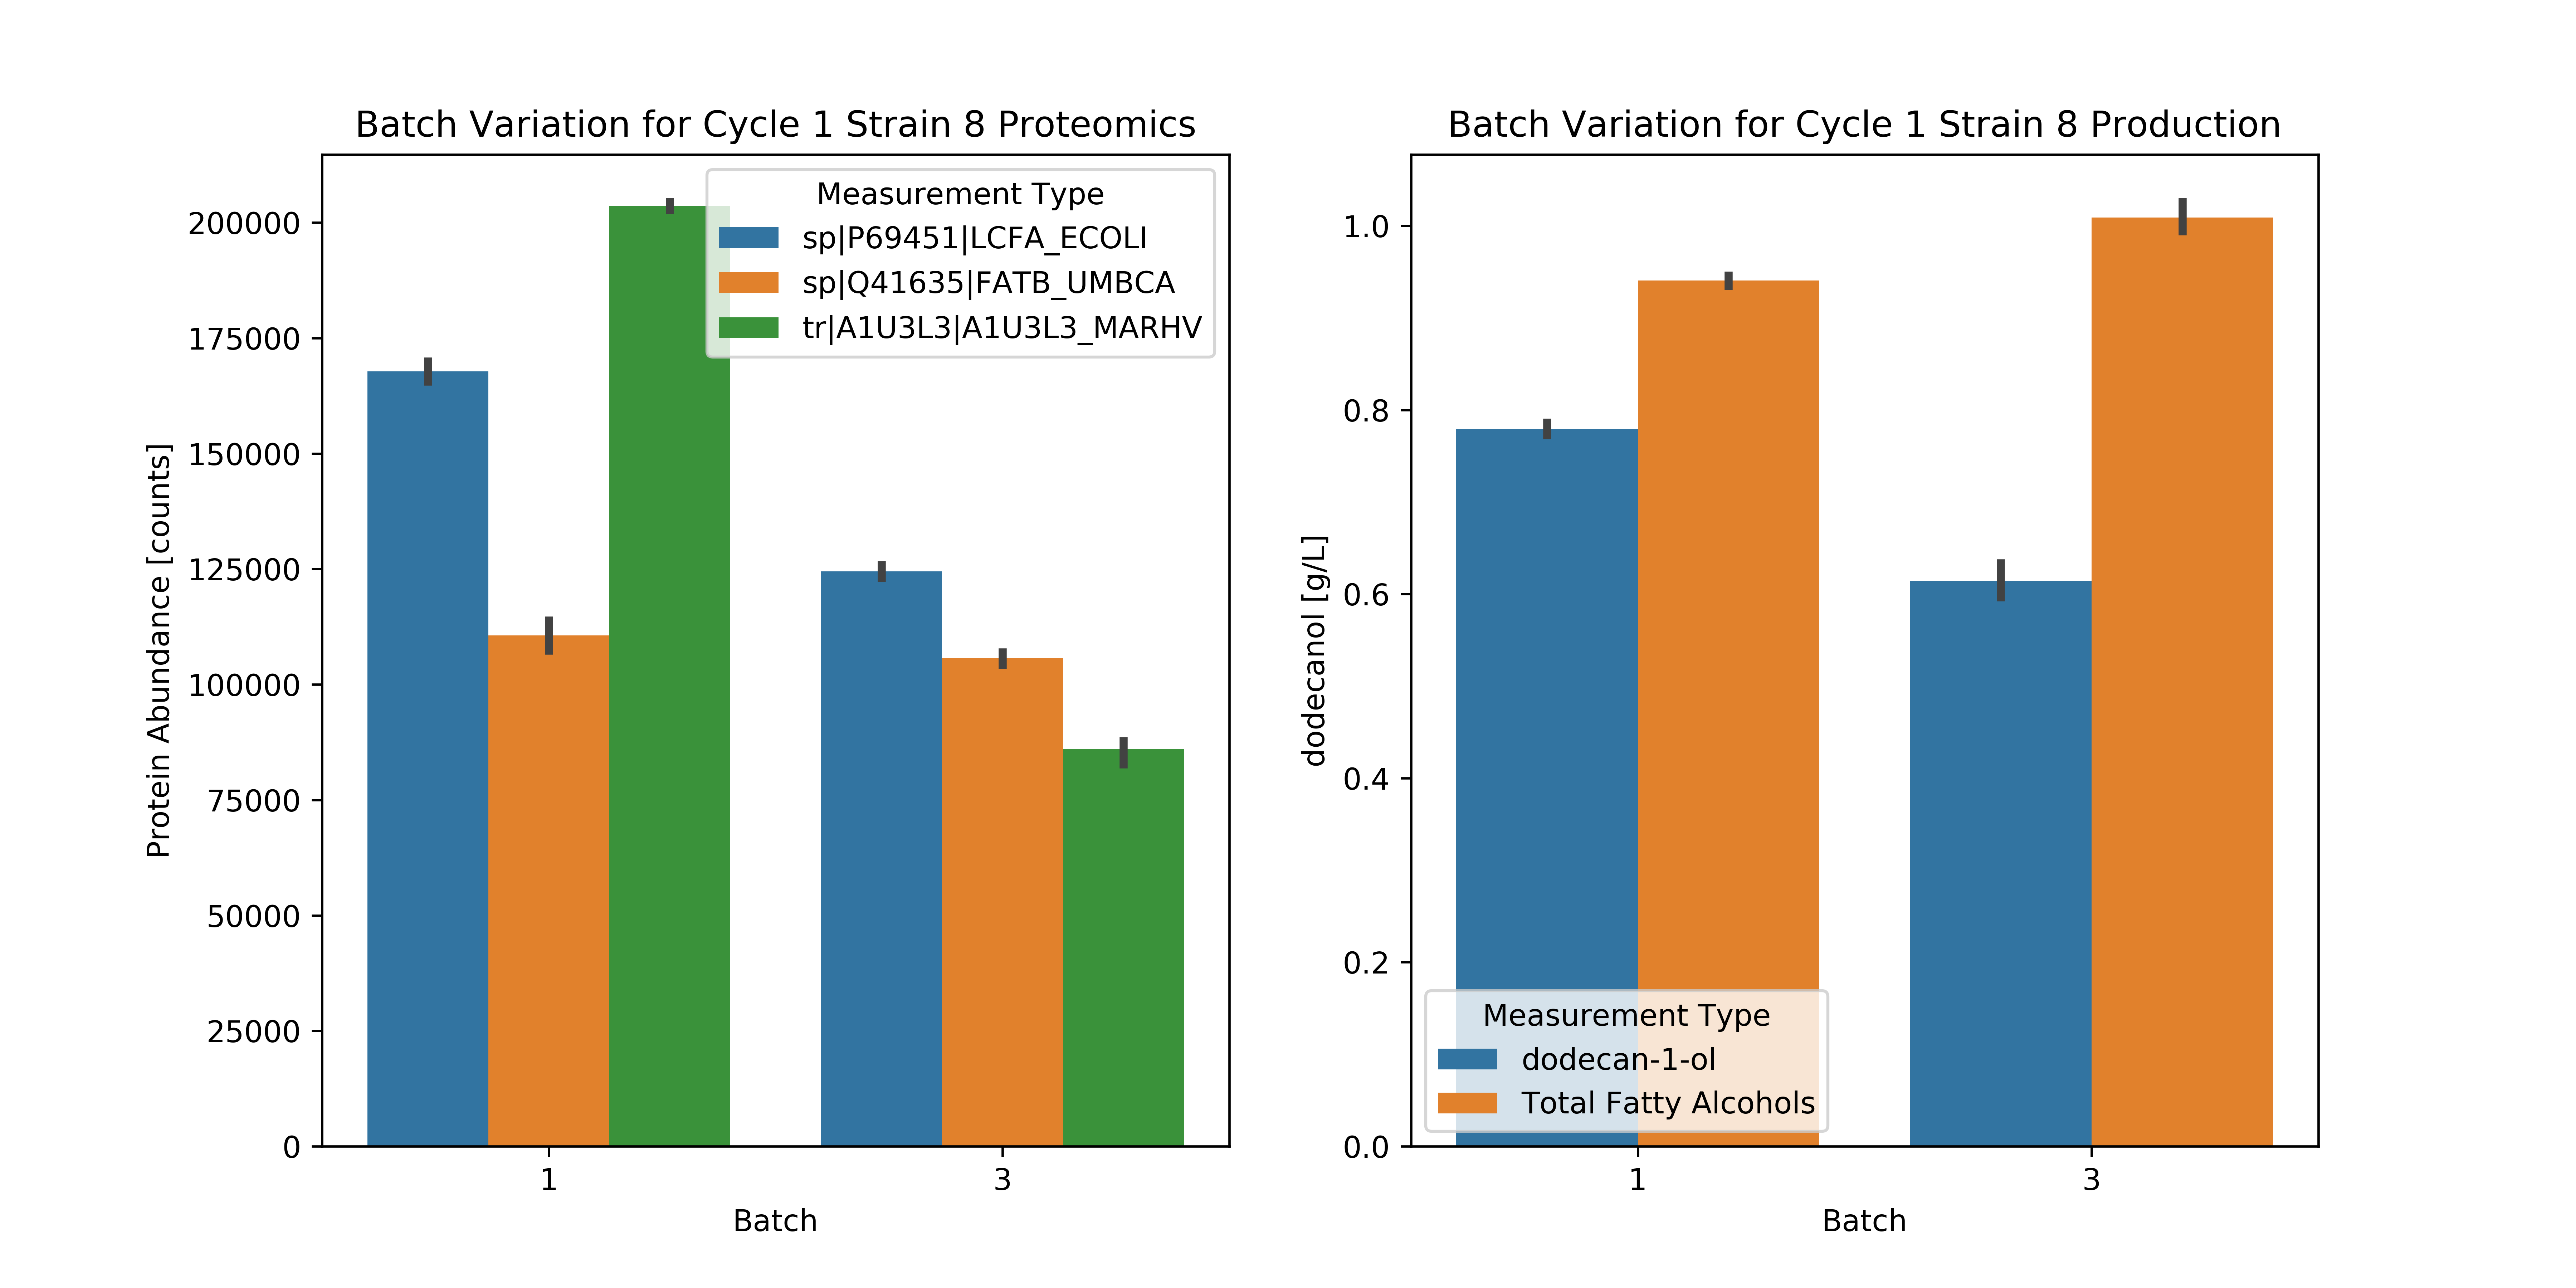 Batch Variation for Cycle 1 Strain 8 Proteomics
Protein Abundance [counts]
200000
175000
150000
125000
100000
75000
50000
25000
0
Measurement Type
sp|P69451|LCFA_ECOLI
sp|Q41635|FATB_UMBCA
tr|A1U3L3|A1U3L3_MARHV
1
3
Batch
Batch Variation for Cycle 1 Strain 8 Production
dodecanol [g/L]
1.0
0.8
0.6
0.4
0.2
0.0
Measurement Type
dodecan-1-ol
Total Fatty Alcohols
1
3
Batch